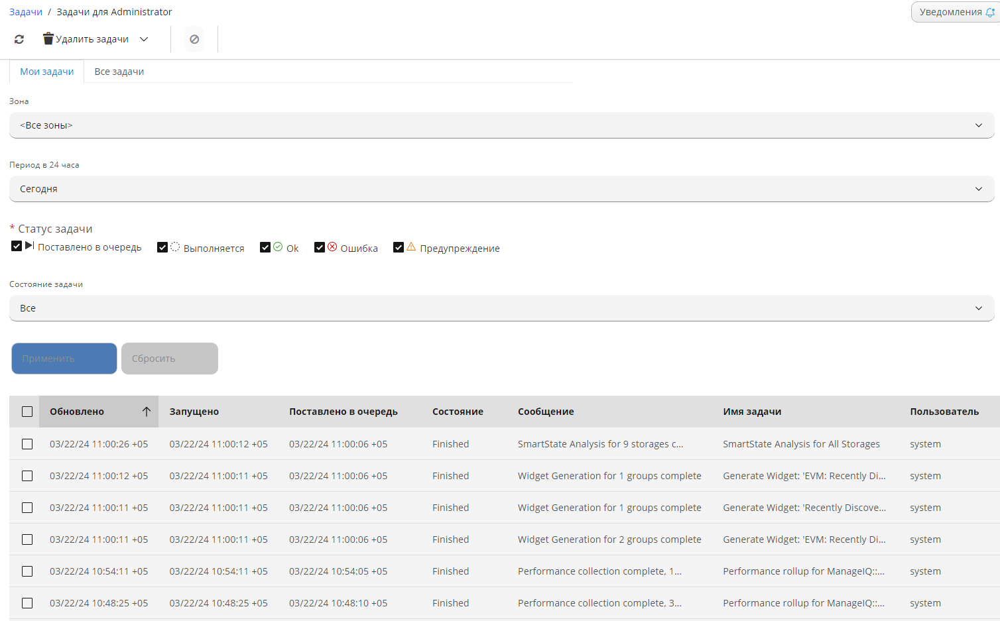 Задачи / Задачи для Administrator
Уведомления
Удалить задачи
Мои задачи Все задачи
Зона
<Все зоны>
Период в 24 часа
Сегодня
* Статус задачи
Поставлено в очередь Выполняется Ok Ошибка Предупреждение
Состояние задачи
Все
Применить Сбросить
Обновлено Запущено Поставлено в очередь Состояние Сообщение Имя задачи Пользователь
03/22/24 11:00:26 +05 03/22/24 11:00:12 +05 03/22/24 11:00:06 +05 Finished SmartState Analysis for 9 storages c... SmartState Analysis for All Storages system
03/22/24 11:00:12 +05 03/22/24 11:00:11 +05 03/22/24 11:00:06 +05 Finished Widget Generation for 1 groups complete Generate Widget: 'EVM: Recently Di... system
03/22/24 11:00:11 +05 03/22/24 11:00:11 +05 03/22/24 11:00:06 +05 Finished Widget Generation for 1 groups complete Generate Widget: 'Recently Discove... system
03/22/24 11:00:11 +05 03/22/24 11:00:11 +05 03/22/24 11:00:06 +05 Finished Widget Generation for 2 groups complete Generate Widget: 'EVM: Recently Di... system
03/22/24 10:54:11 +05 03/22/24 10:54:11 +05 03/22/24 10:54:05 +05 Finished Performance collection complete, 1... Performance rollup for ManageIQ::... system
03/22/24 10:48:25 +05 03/22/24 10:48:25 +05 03/22/24 10:48:10 +05 Finished Performance collection complete, 3... Performance rollup for ManageIQ::... system